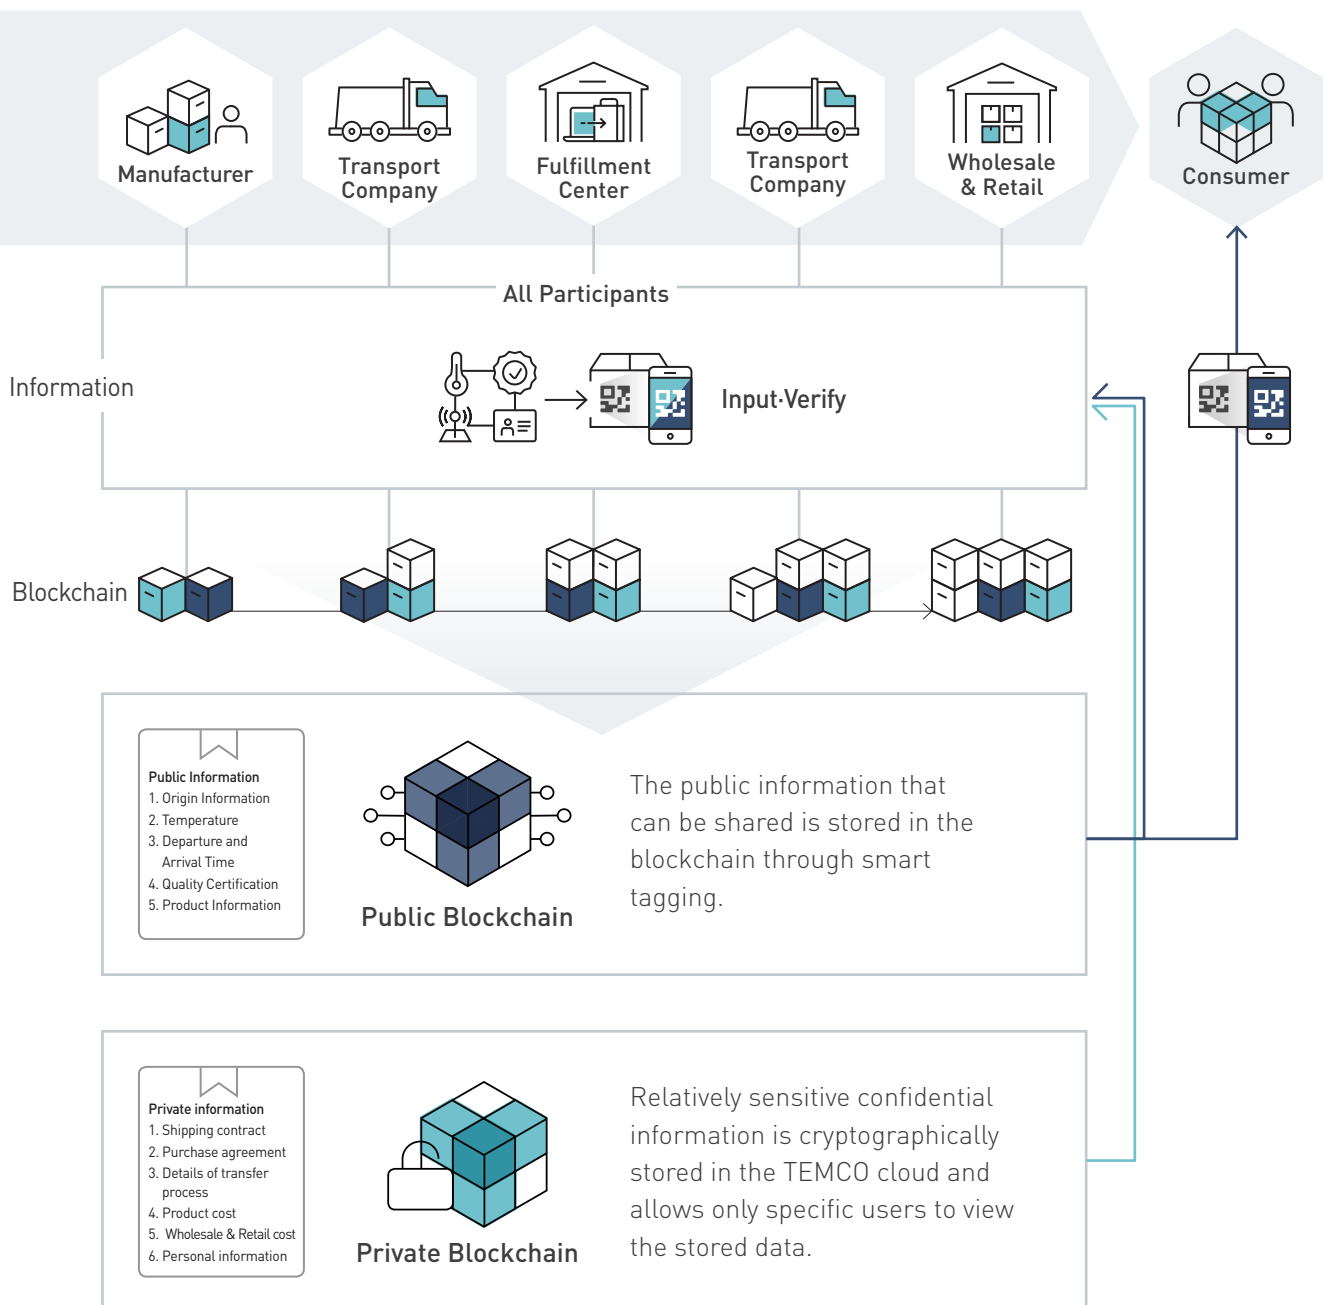 Manufacturer
Transport
Company
Fulfillment
Center
Transport
Company
Wholesale
& Retail
Consumer
All Participants
Information
Input·Verify
Blockchain
Public Information
1. Origin Information
2. Temperature
3. Departure and
Arrival Time
4. Quality Certification
5. Product Information
Public Blockchain
The public information that
can be shared is stored in the
blockchain through smart
tagging.
Private information
1. Shipping contract
2. Purchase agreement
3. Details of transfer
process
4. Product cost
5. Wholesale & Retail cost
6. Personal information
Private Blockchain
Relatively sensitive confidential
information is cryptographically
stored in the TEMCO cloud and
allows only specific users to view
the stored data.